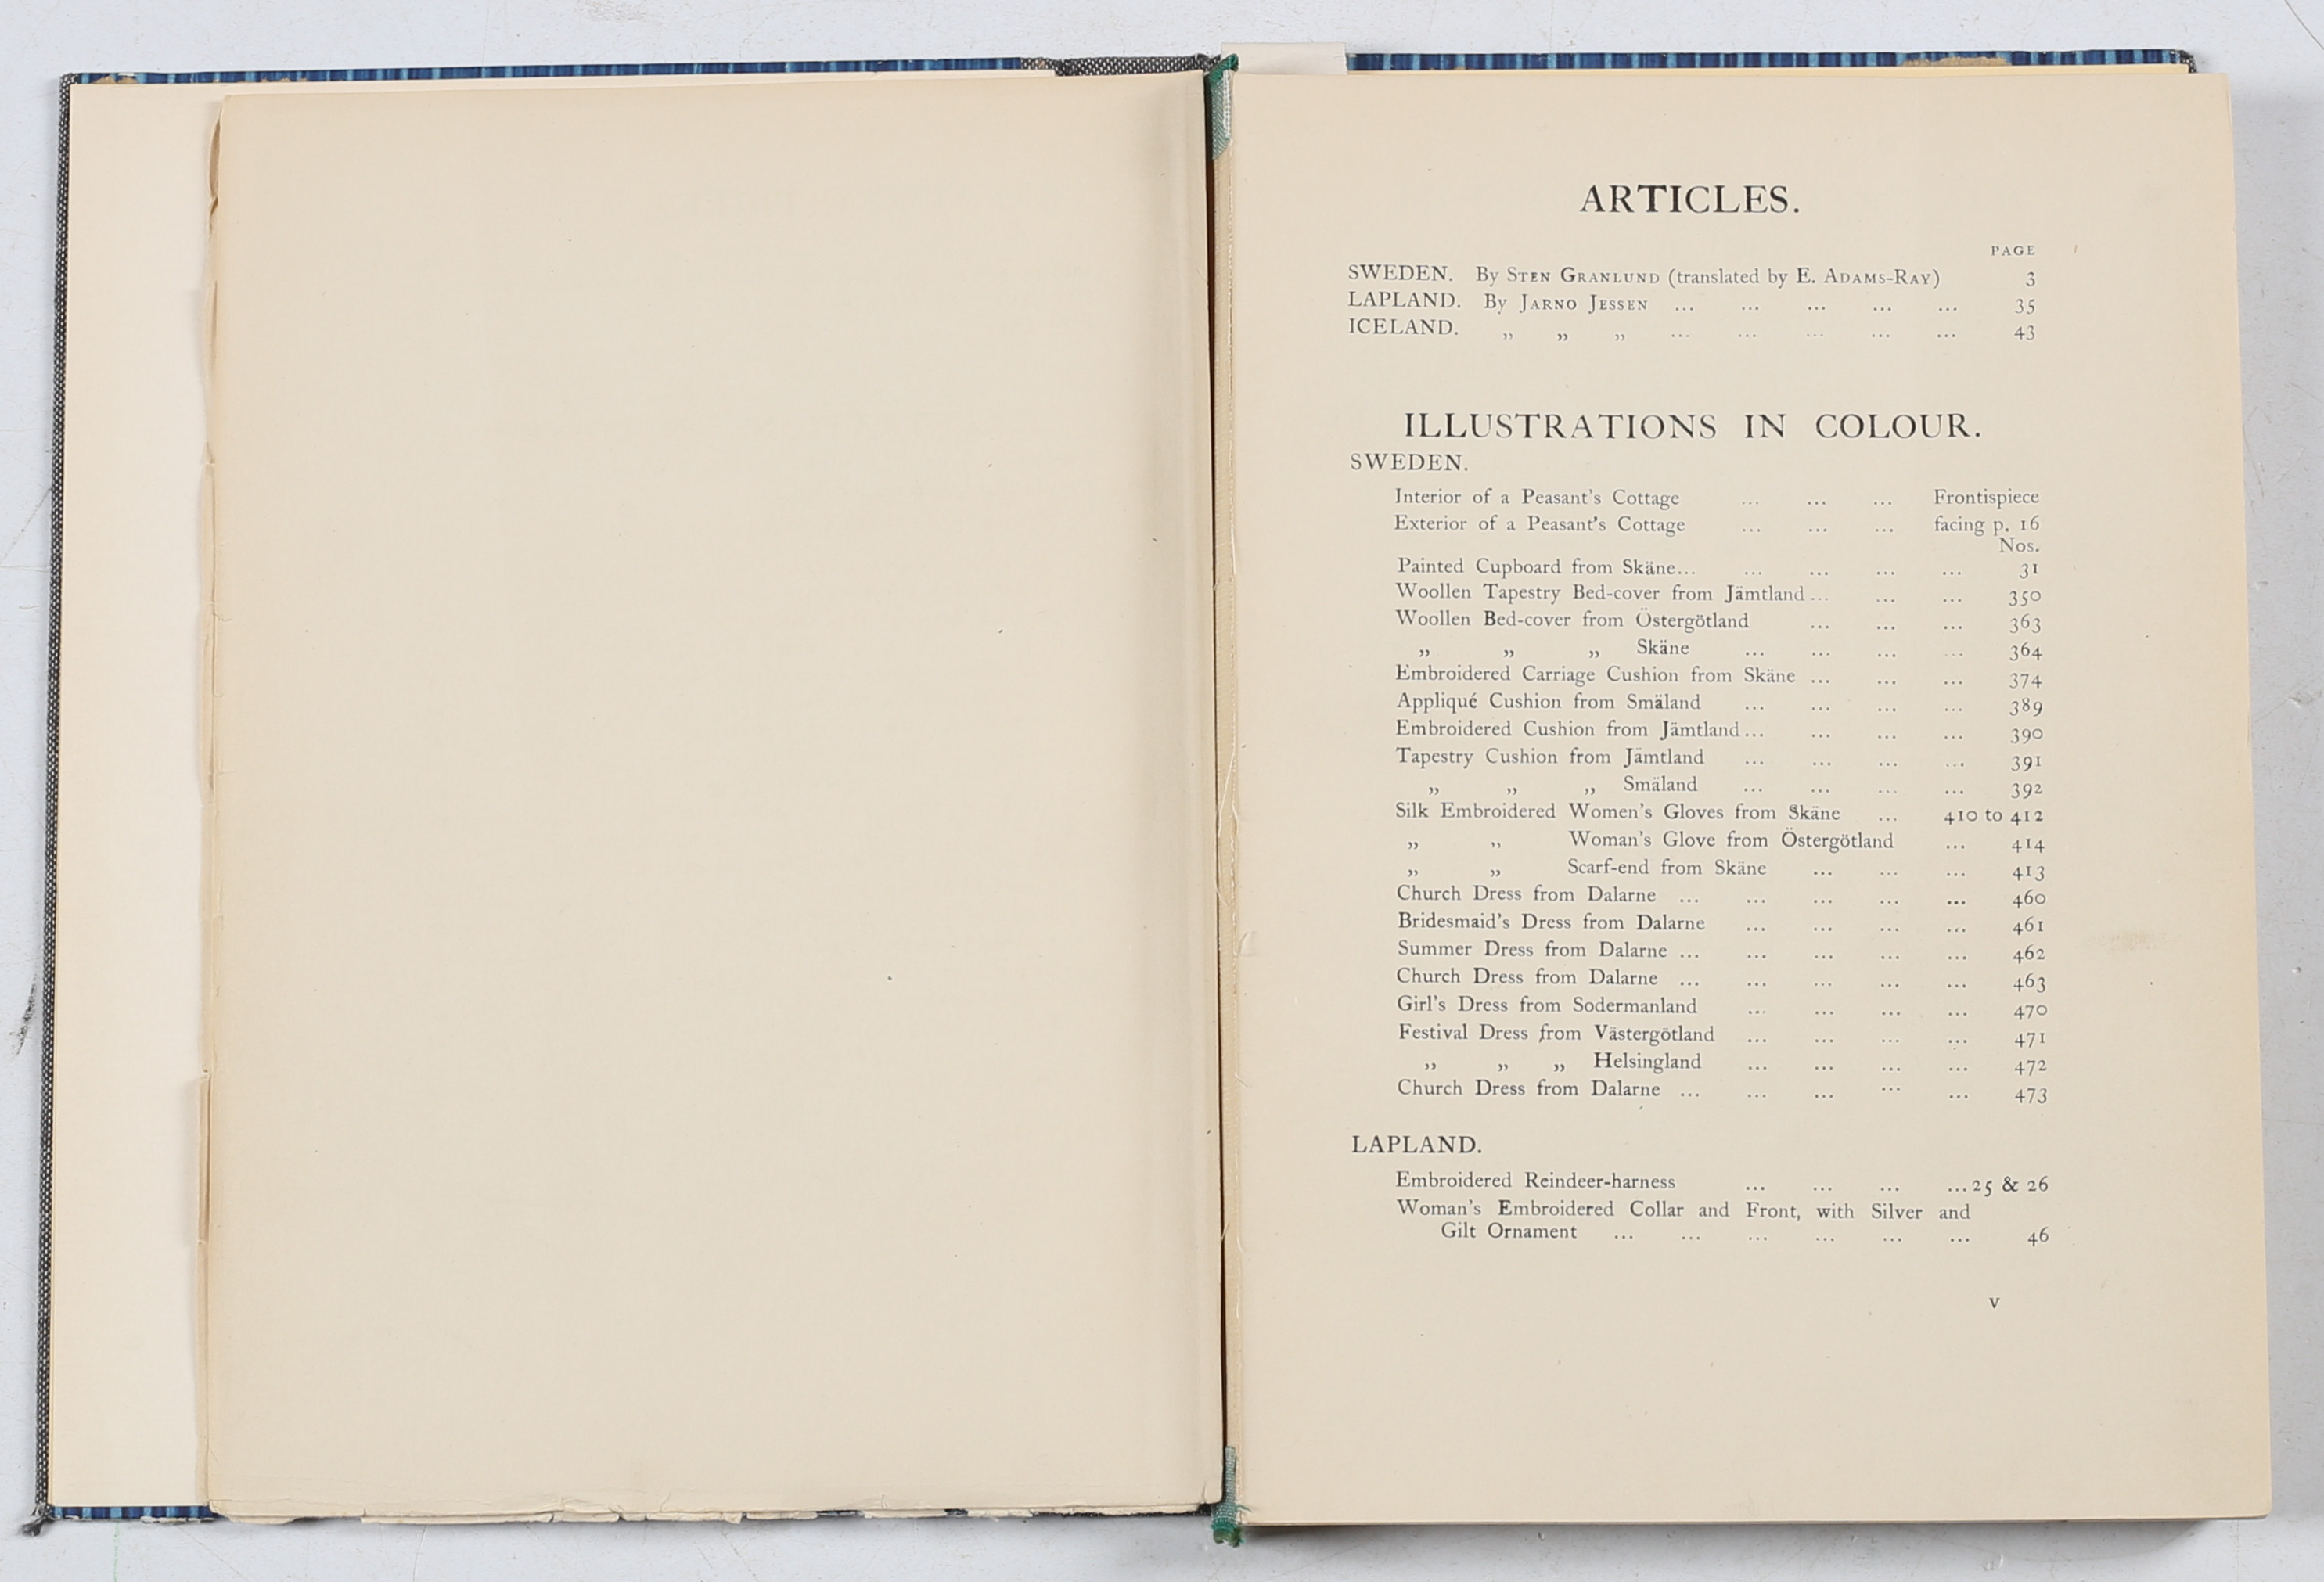 ARTICLES.
PAGE
SWEDEN. By STEN GRANLUND (translated by E. ADAMS-RAY) 3
LAPLAND. By JARNO JESSEN ... ... ... ... ... 35
ICELAND. „ „ „ ... ... ... ... ... 43
ILLUSTRATIONS IN COLOUR.
SWEDEN.
Interior of a Peasant's Cottage ... ... ... Frontispiece
Exterior of a Peasant's Cottage ... ... ... facing p. 16
Nos.
Painted Cupboard from Skäne... ... ... ... ... 31
Woollen Tapestry Bed-cover from Jämtland ... ... ... 350
Woollen Bed-cover from Östergötland ... ... ... 363
„ „ „ Skäne ... ... ... ... 364
Embroidered Carriage Cushion from Skäne ... ... ... 374
Appliqué Cushion from Smäland ... ... ... ... 389
Embroidered Cushion from Jämtland ... ... ... ... 390
Tapestry Cushion from Jämtland ... ... ... ... 391
„ „ „ Smäland ... ... ... ... 392
Silk Embroidered Women's Gloves from Skäne ... 410 to 412
„ „ Woman's Glove from Östergötland ... 414
„ „ Scarf-end from Skäne ... ... ... 413
Church Dress from Dalarne ... ... ... ... ... 460
Bridesmaid's Dress from Dalarne ... ... ... ... 461
Summer Dress from Dalarne ... ... ... ... ... 462
Church Dress from Dalarne ... ... ... ... ... 463
Girl's Dress from Sodermanland ... ... ... ... 470
Festival Dress from Västergötland ... ... ... ... 471
„ „ „ Helsingland ... ... ... ... 472
Church Dress from Dalarne ... ... ... ... ... 473
LAPLAND.
Embroidered Reindeer-harness ... ... ... ... 25 & 26
Woman's Embroidered Collar and Front, with Silver and
Gilt Ornament ... ... ... ... ... ... 46
v